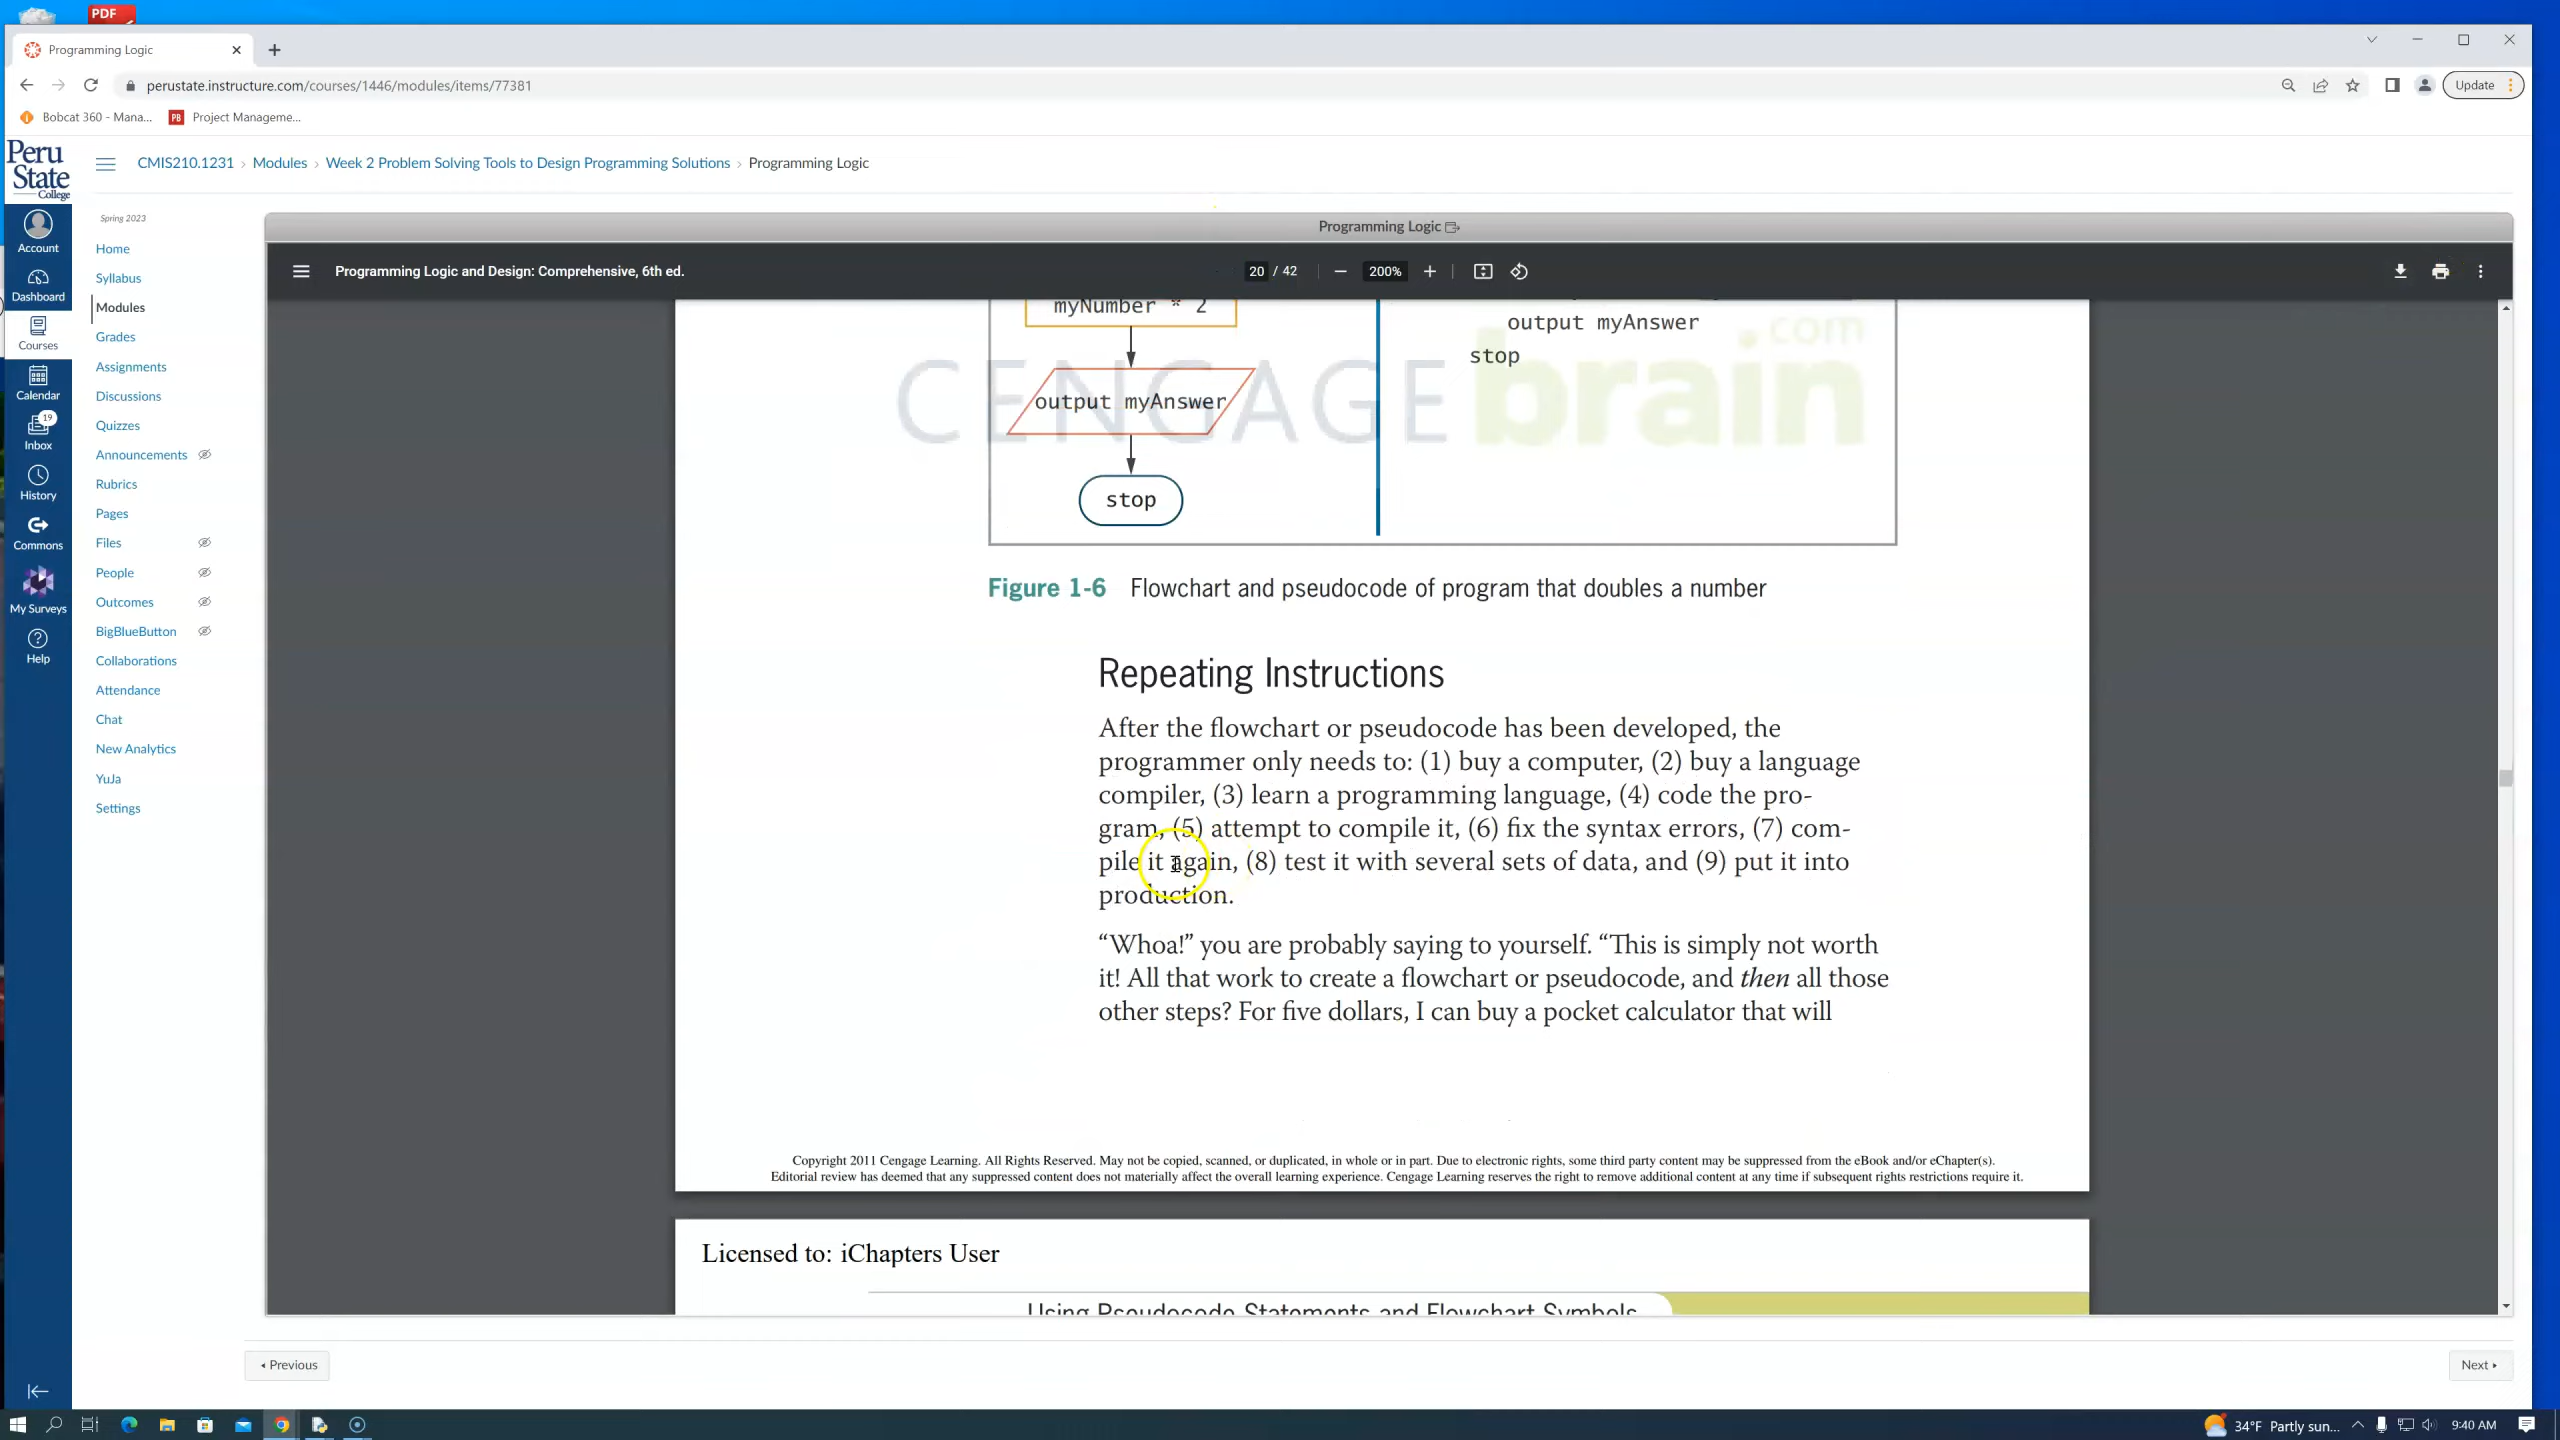 PDF
Programming Logic
perustate.instructure.com/courses/1446/modules/items/77381
Update
Bobcat 360 - Mana...
PB
Project Manageme...
Peru
State
College
CMIS210.1231 › Modules › Week 2 Problem Solving Tools to Design Programming Solutions › Programming Logic
Account
Dashboard
Courses
Calendar
19
Inbox
History
Commons
My Surveys
Help
Spring 2023
Home
Syllabus
Modules
Grades
Assignments
Discussions
Quizzes
Announcements
Rubrics
Pages
Files
People
Outcomes
BigBlueButton
Collaborations
Attendance
Chat
New Analytics
YuJa
Settings
Programming Logic
Programming Logic and Design: Comprehensive, 6th ed.
20 / 42
200%
myNumber * 2
output myAnswer
stop
output myAnswer
stop
CENGAGEbrain.com
Figure 1-6 Flowchart and pseudocode of program that doubles a number
Repeating Instructions
After the flowchart or pseudocode has been developed, the
programmer only needs to: (1) buy a computer, (2) buy a language
compiler, (3) learn a programming language, (4) code the pro-
gram, (5) attempt to compile it, (6) fix the syntax errors, (7) com-
pile it again, (8) test it with several sets of data, and (9) put it into
production.
“Whoa!” you are probably saying to yourself. “This is simply not worth
it! All that work to create a flowchart or pseudocode, and then all those
other steps? For five dollars, I can buy a pocket calculator that will
Copyright 2011 Cengage Learning. All Rights Reserved. May not be copied, scanned, or duplicated, in whole or in part. Due to electronic rights, some third party content may be suppressed from the eBook and/or eChapter(s).
Editorial review has deemed that any suppressed content does not materially affect the overall learning experience. Cengage Learning reserves the right to remove additional content at any time if subsequent rights restrictions require it.
Licensed to: iChapters User
Using Pseudocode Statements and Flowchart Symbols
Previous
Next
34°F Partly sun...
9:40 AM